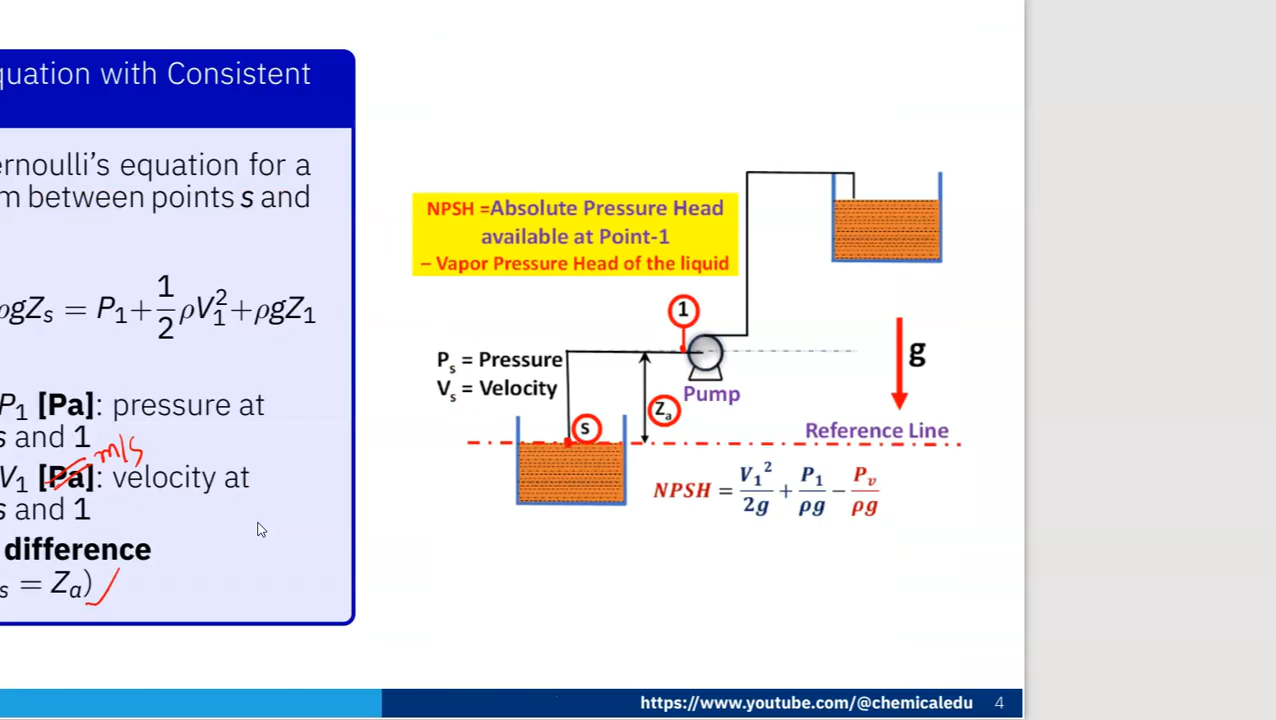 quation with Consistent
ernoulli's equation for a
m between points s and
ρgZₛ = P₁+1/2ρV₁²+ρgZ₁
P₁ [Pa]: pressure at
s and 1
m/s
V₁ [Pa]: velocity at
s and 1
difference
s = Zₐ)
NPSH =Absolute Pressure Head
available at Point-1
– Vapor Pressure Head of the liquid
1
Pₛ = Pressure
Vₛ = Velocity
Pump
Zₐ
s
g
Reference Line
NPSH = V₁²/2g + P₁/ρg − Pᵥ/ρg
https://www.youtube.com/@chemicaledu 4